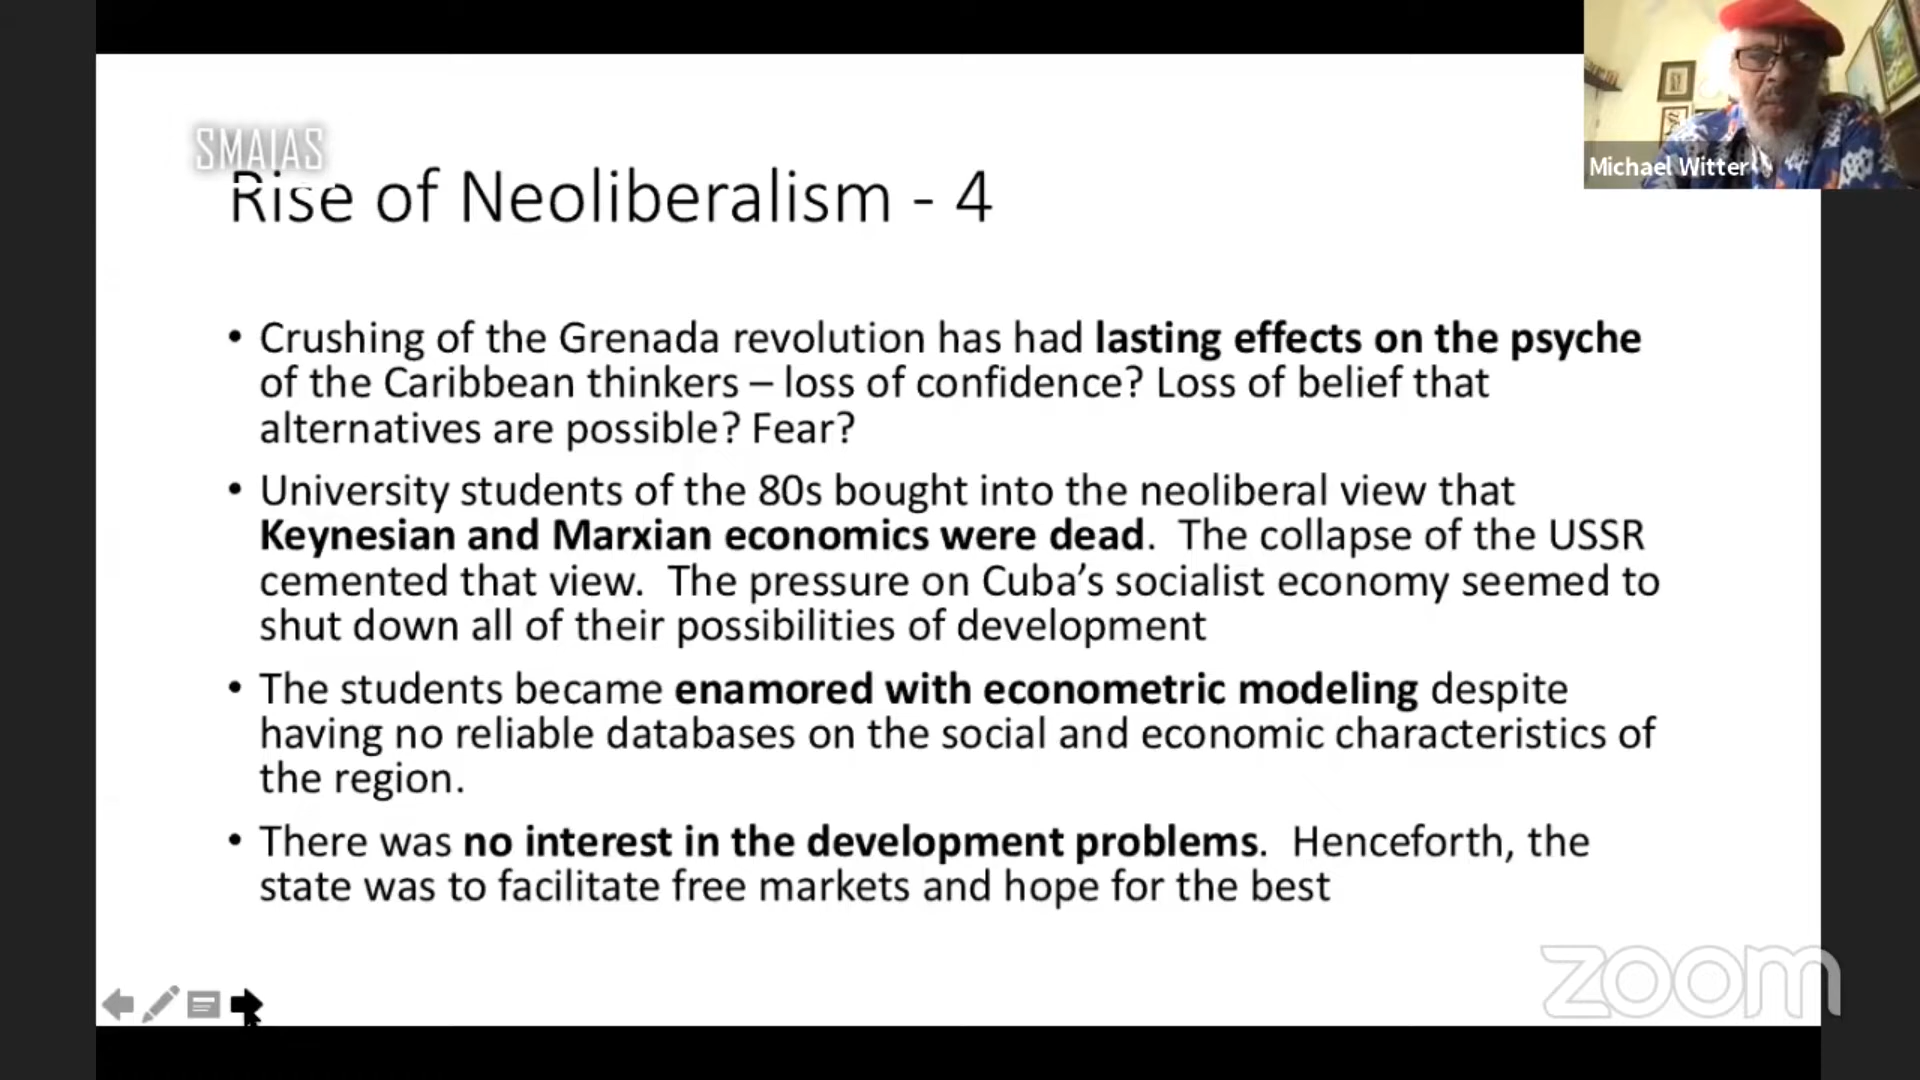 SMAIAS
Michael Witter
Rise of Neoliberalism - 4
• Crushing of the Grenada revolution has had lasting effects on the psyche
of the Caribbean thinkers – loss of confidence? Loss of belief that
alternatives are possible? Fear?
• University students of the 80s bought into the neoliberal view that
Keynesian and Marxian economics were dead.  The collapse of the USSR
cemented that view.  The pressure on Cuba’s socialist economy seemed to
shut down all of their possibilities of development
• The students became enamored with econometric modeling despite
having no reliable databases on the social and economic characteristics of
the region.
• There was no interest in the development problems.  Henceforth, the
state was to facilitate free markets and hope for the best
zoom